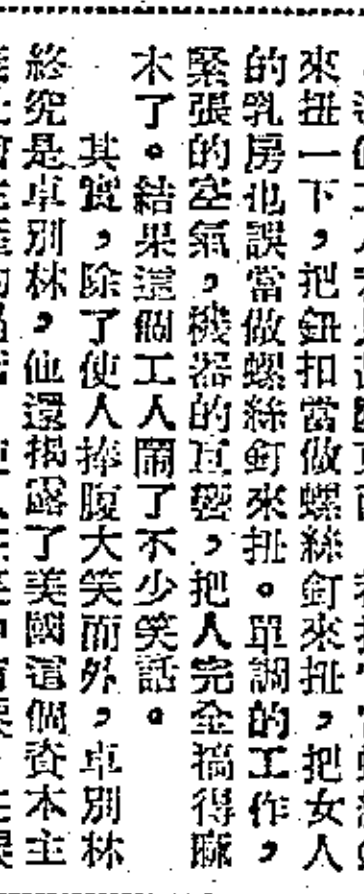 來扭一下，把鈕扣當做螺絲釘來扭，把女人
的乳房也誤當做螺絲釘來扭。單調的工作，
緊張的空氣，機器的巨聲，把人完全搞得麻
木了。結果這個工人鬧了不少笑話。
其實，除了使人捧腹大笑而外，卓別林
終究是卓別林，他還揭露了美國這個資本主